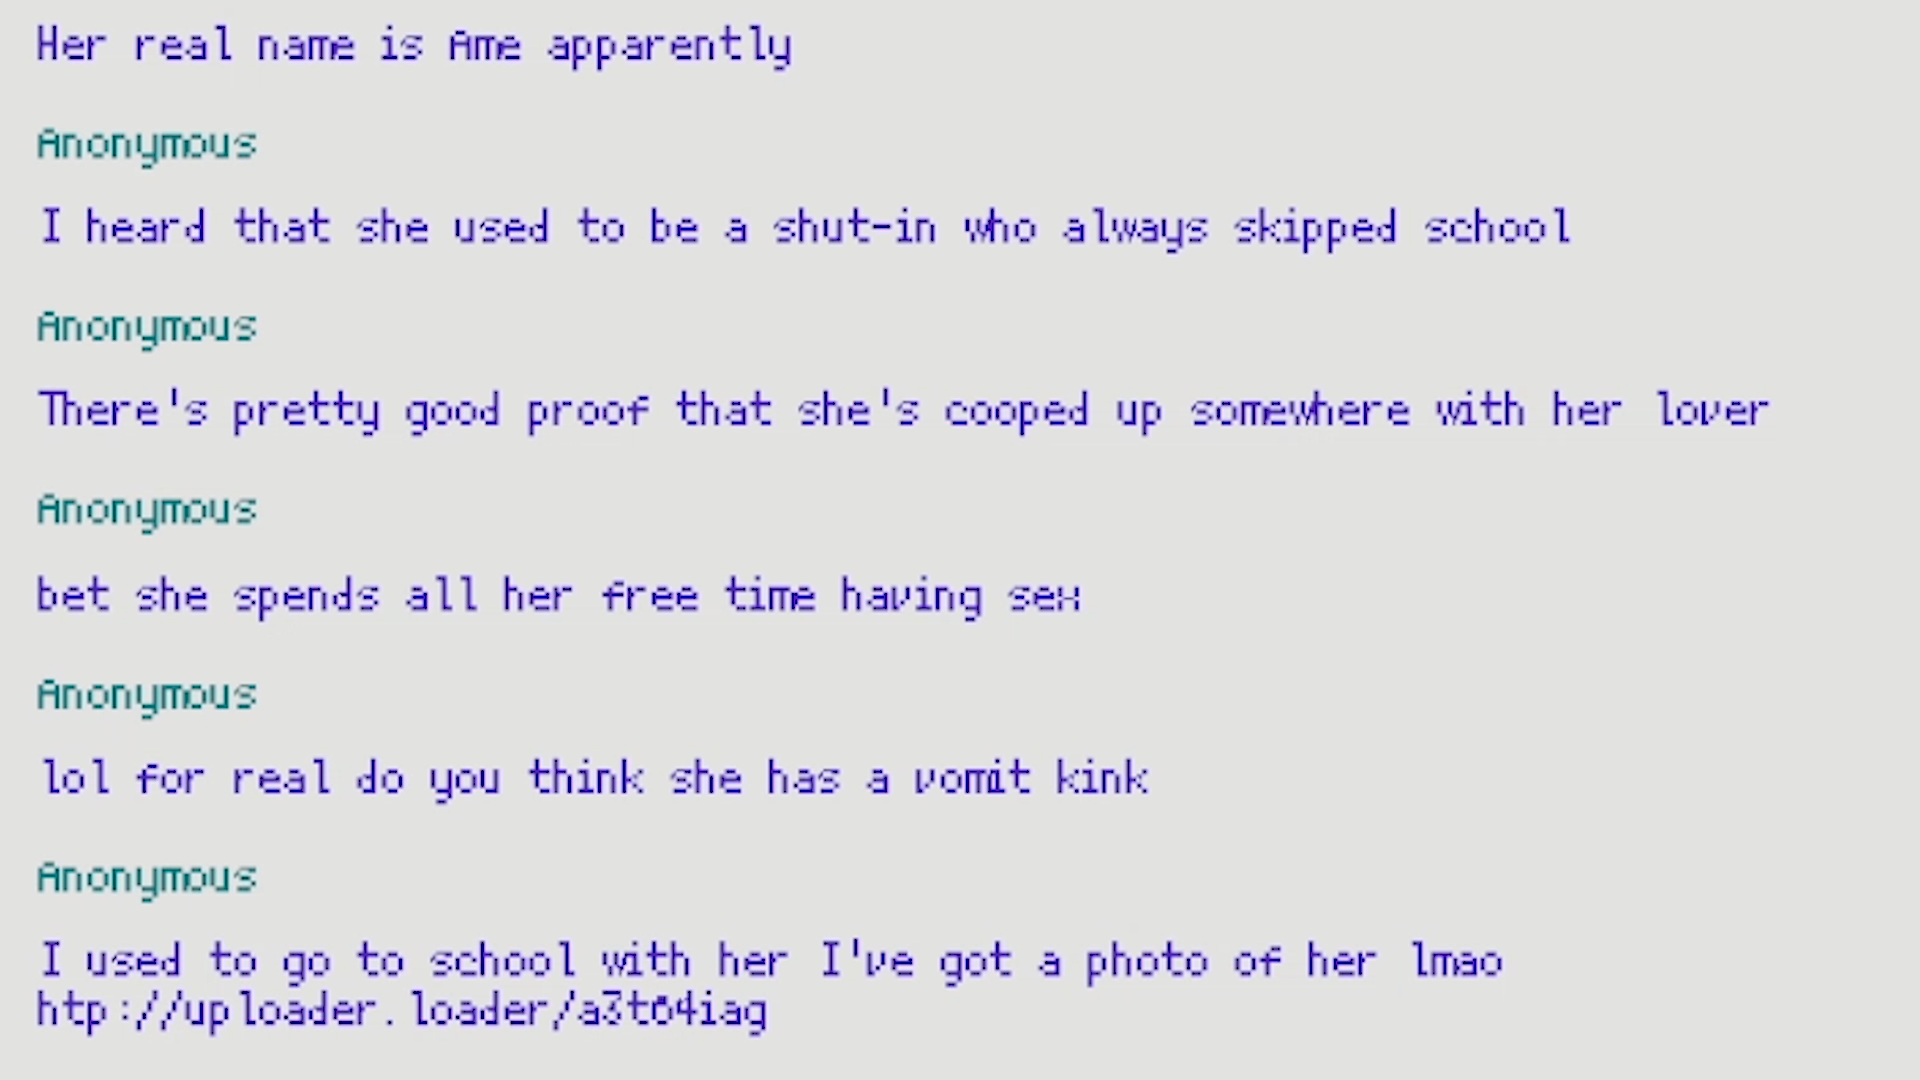 Her real name is Ame apparently
Anonymous
I heard that she used to be a shut-in who always skipped school
Anonymous
There's pretty good proof that she's cooped up somewhere with her lover
Anonymous
bet she spends all her free time having sex
Anonymous
lol for real do you think she has a vomit kink
Anonymous
I used to go to school with her I've got a photo of her lmao
htp://uploader.loader/a3t64iag